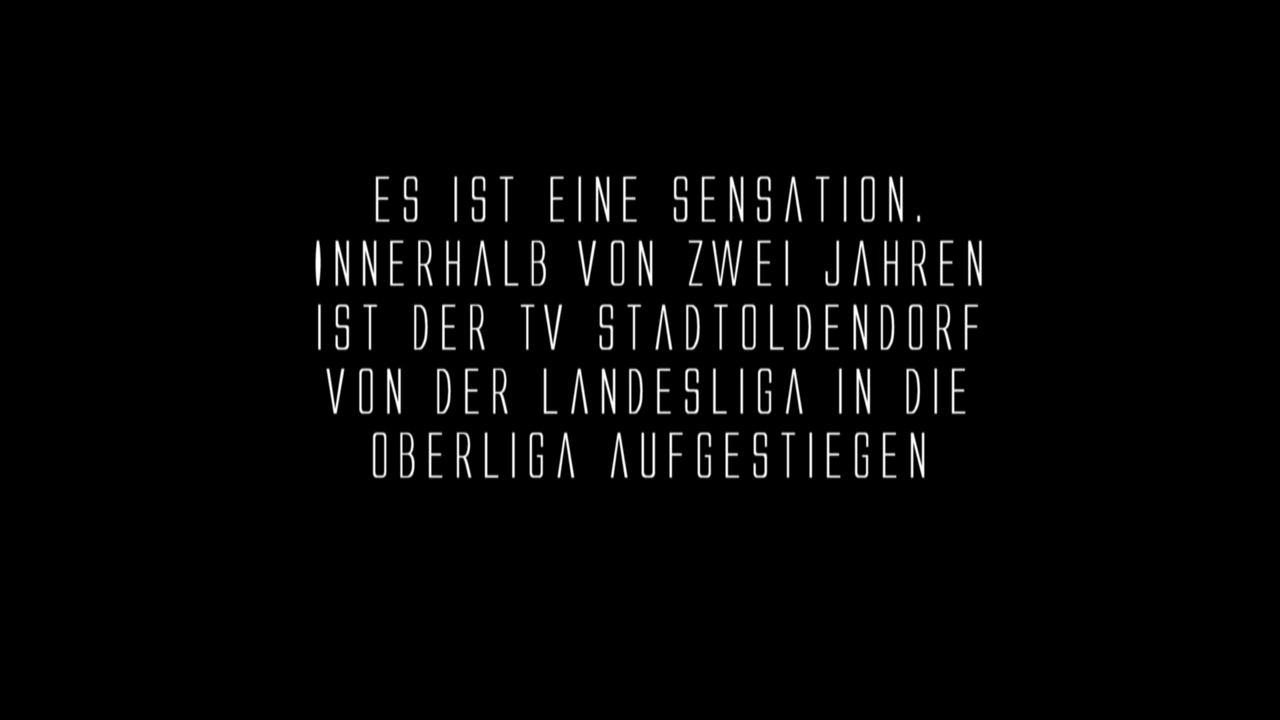 ES IST EINE SENSATION.
INNERHALB VON ZWEI JAHREN
IST DER TV STADTOLDENDORF
VON DER LANDESLIGA IN DIE
OBERLIGA AUFGESTIEGEN